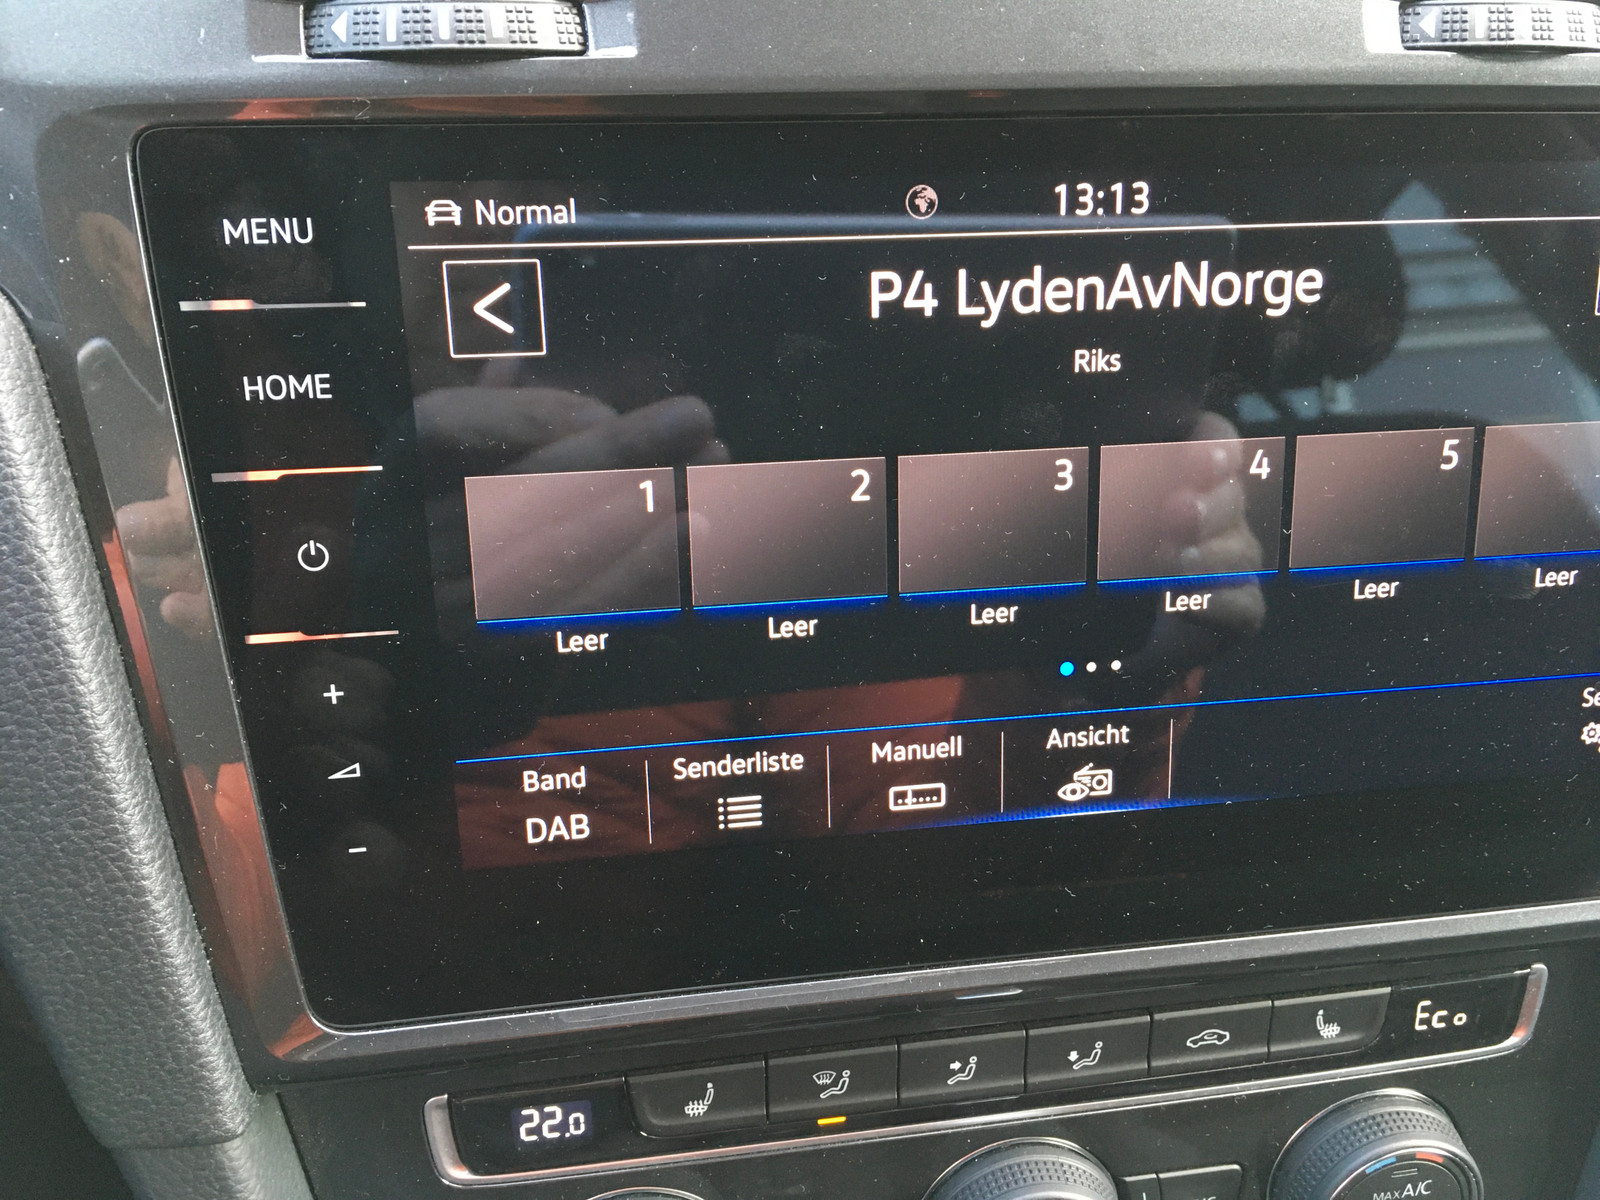 MENU
HOME
+
-
Normal
13:13
<
P4 LydenAvNorge
Riks
1
2
3
4
5
Leer
Leer
Leer
Leer
Leer
Leer
Band
DAB
Senderliste
Manuell
Ansicht
22.0
Eco
MAX A/C